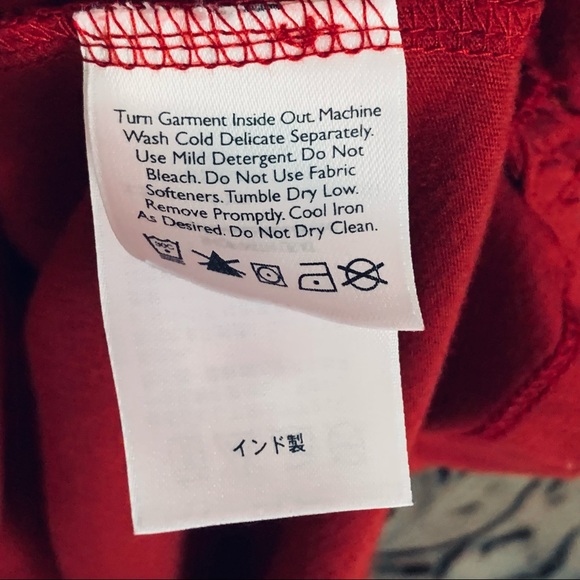 Turn Garment Inside Out. Machine
Wash Cold Delicate Separately.
Use Mild Detergent. Do Not
Bleach. Do Not Use Fabric
Softeners. Tumble Dry Low.
Remove Promptly. Cool Iron
As Desired. Do Not Dry Clean.
インド製